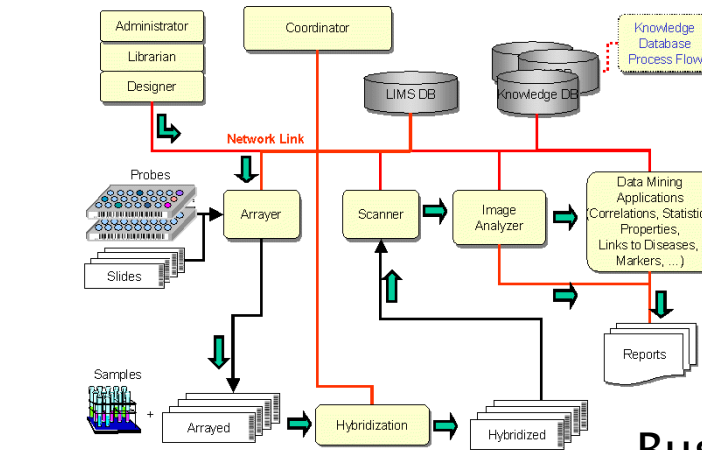 Administrator
Librarian
Designer
Coordinator
LIMS DB
Knowledge DB
Knowledge
Database
Process Flow
Network Link
Probes
Arrayer
Scanner
Image
Analyzer
Data Mining
Applications
(Correlations, Statistic
Properties,
Links to Diseases,
Markers, ...)
Slides
Reports
Samples
+
Arrayed
Hybridization
Hybridized